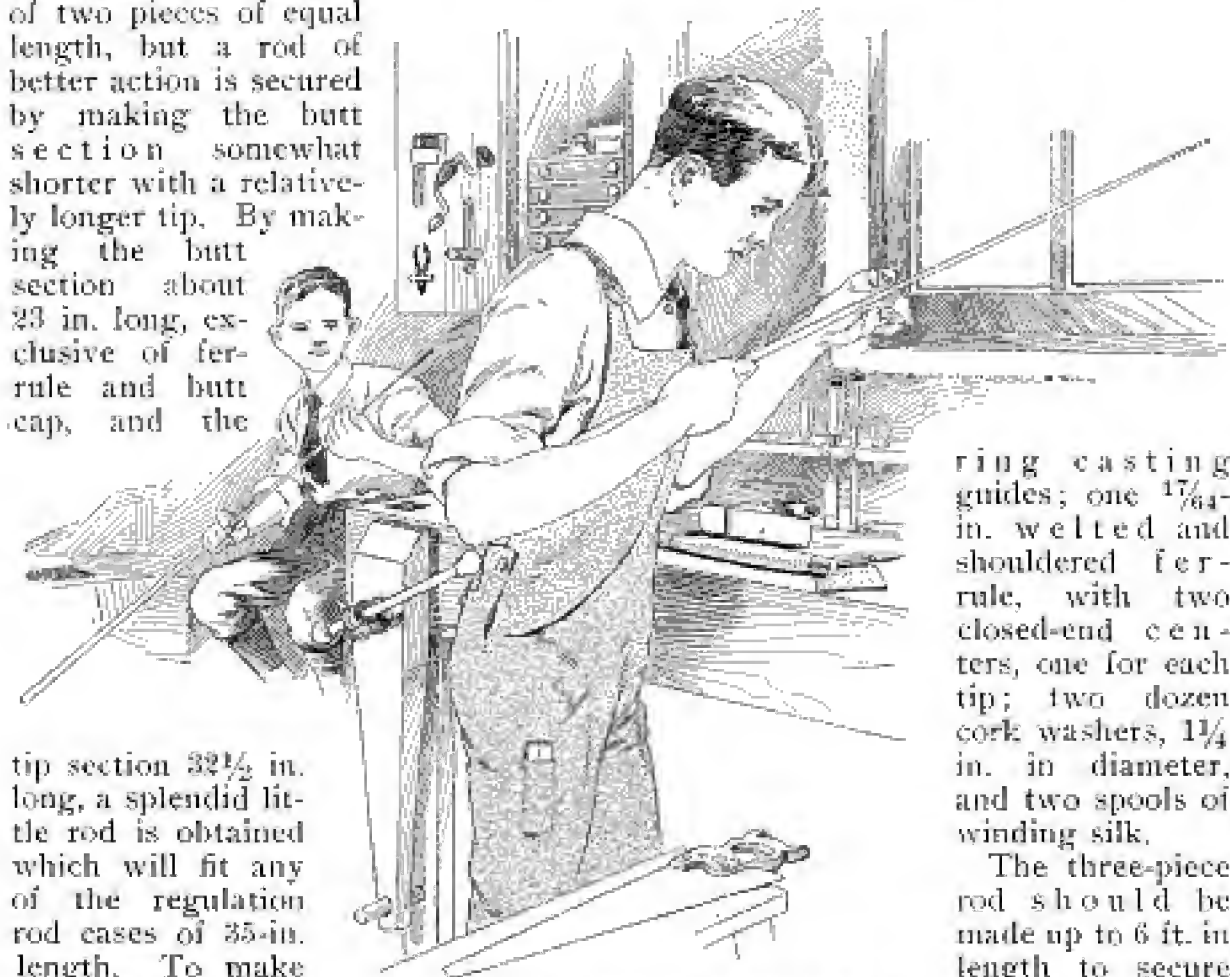 of two pieces of equal
length, but a rod of
better action is secured
by making the butt
section somewhat
shorter with a relative-
ly longer tip. By mak-
ing the butt
section about
23 in. long, ex-
clusive of fer-
rule and butt
cap, and the
tip section 32½ in.
long, a splendid lit-
tle rod is obtained
which will fit any
of the regulation
rod cases of 35-in.
length. To make
ring casting
guides; one 17/64-
in. welted and
shouldered fer-
rule, with two
closed-end cen-
ters, one for each
tip; two dozen
cork washers, 1¼
in. in diameter,
and two spools of
winding silk.
The three-piece
rod should be
made up to 6 ft. in
length to secure